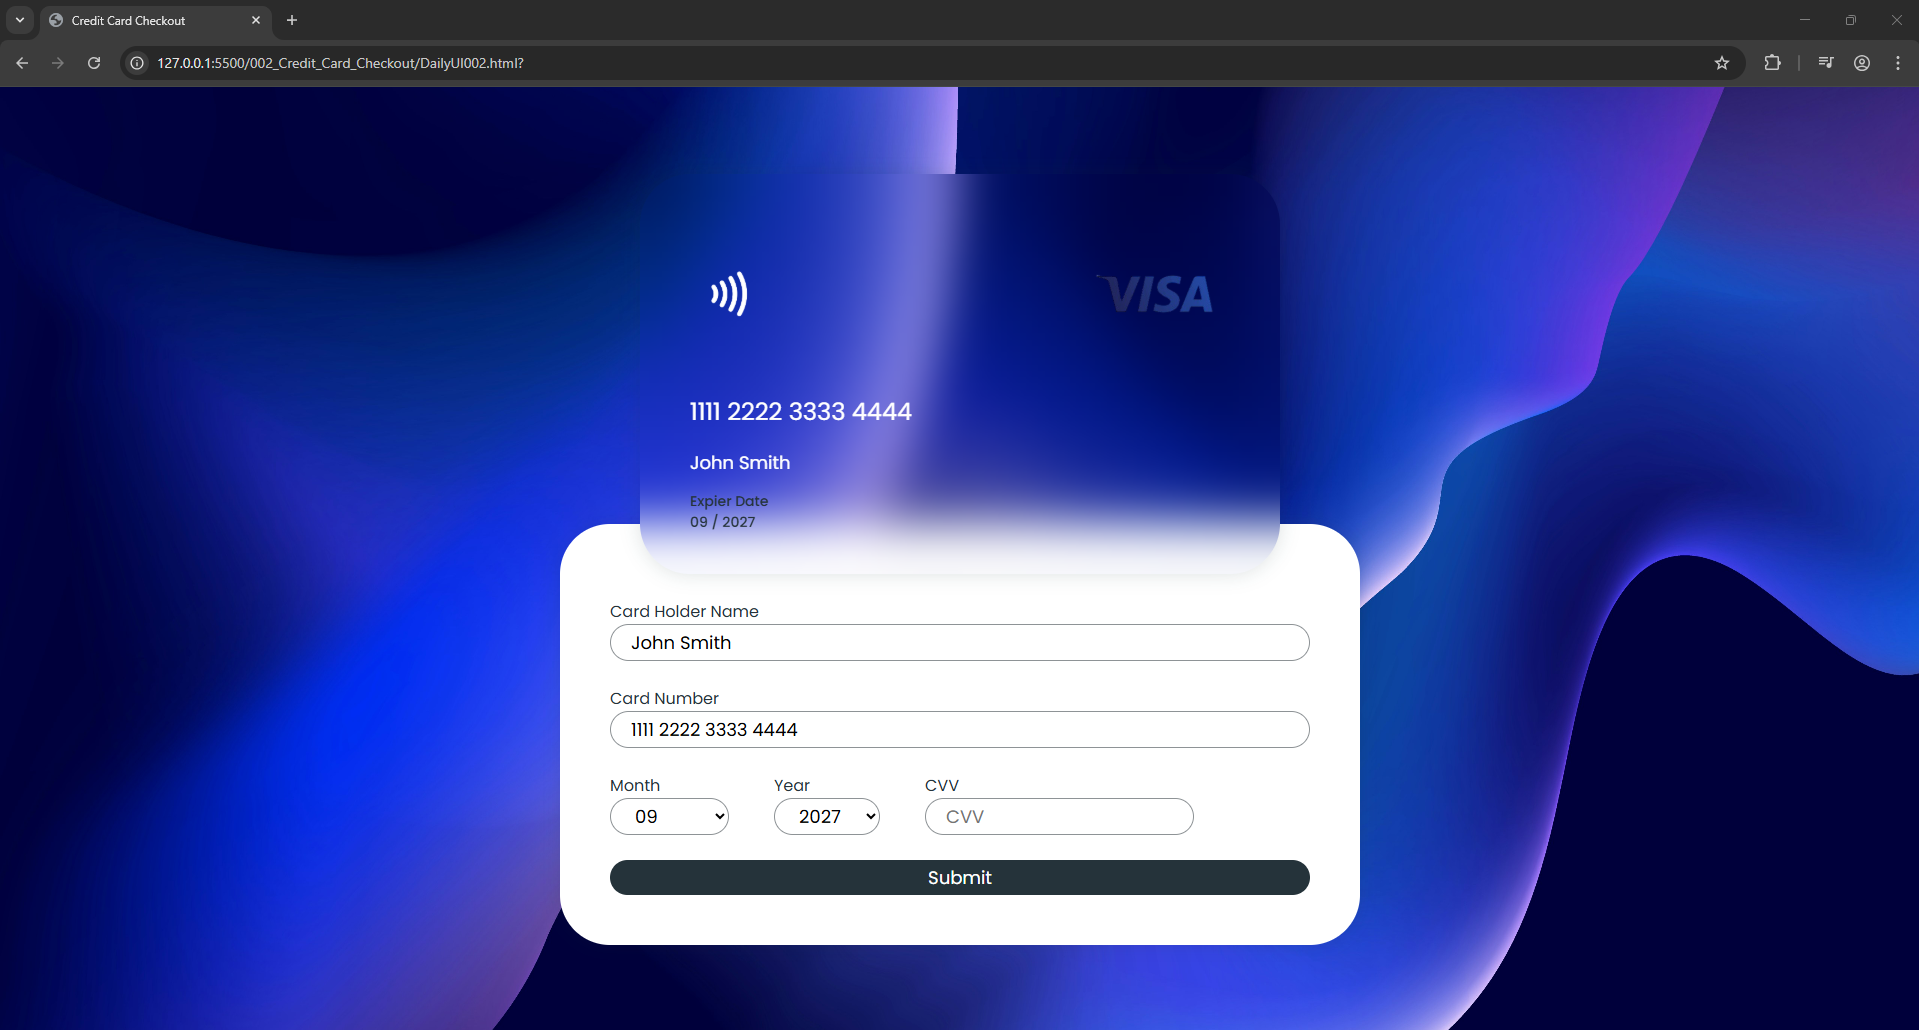 Credit Card Checkout
127.0.0.1:5500/002_Credit_Card_Checkout/DailyUI002.html?
VISA
1111 2222 3333 4444
John Smith
Expier Date
09 / 2027
Card Holder Name
John Smith
Card Number
1111 2222 3333 4444
Month Year CVV
09 2027 CVV
Submit